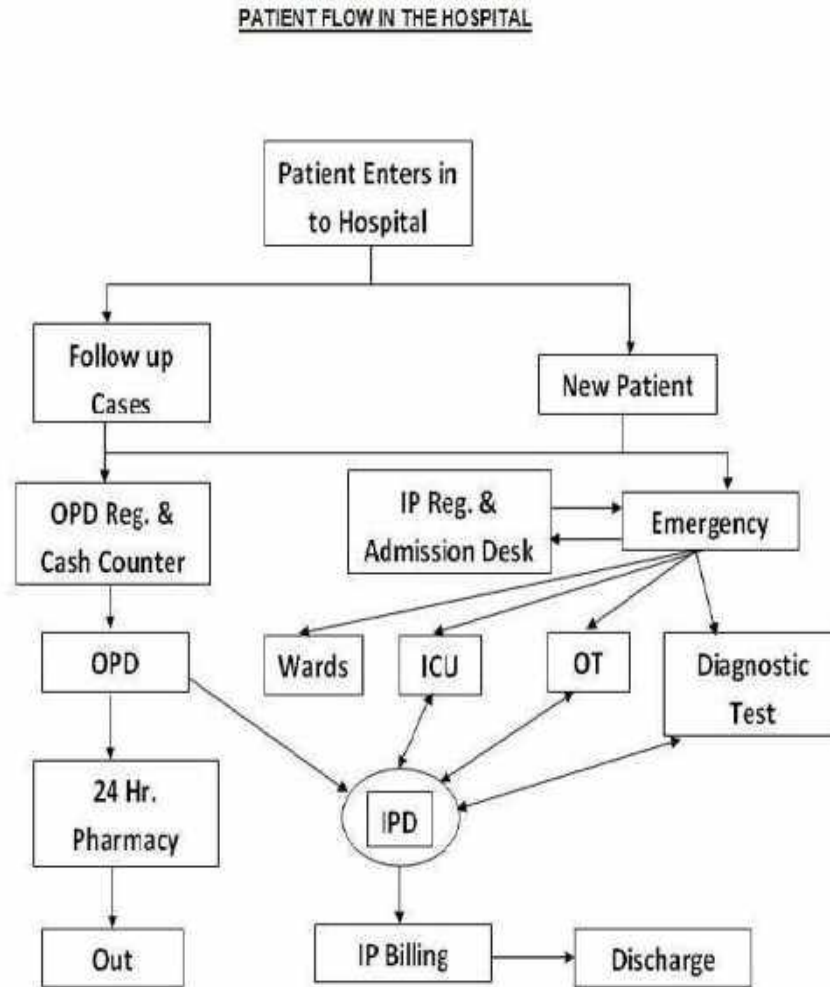 PATIENT FLOW IN THE HOSPITAL
Patient Enters in
to Hospital
Follow up
Cases
New Patient
OPD Reg. &
Cash Counter
IP Reg. &
Admission Desk
Emergency
OPD
Wards
ICU
OT
Diagnostic
Test
24 Hr.
Pharmacy
IPD
Out
IP Billing
Discharge